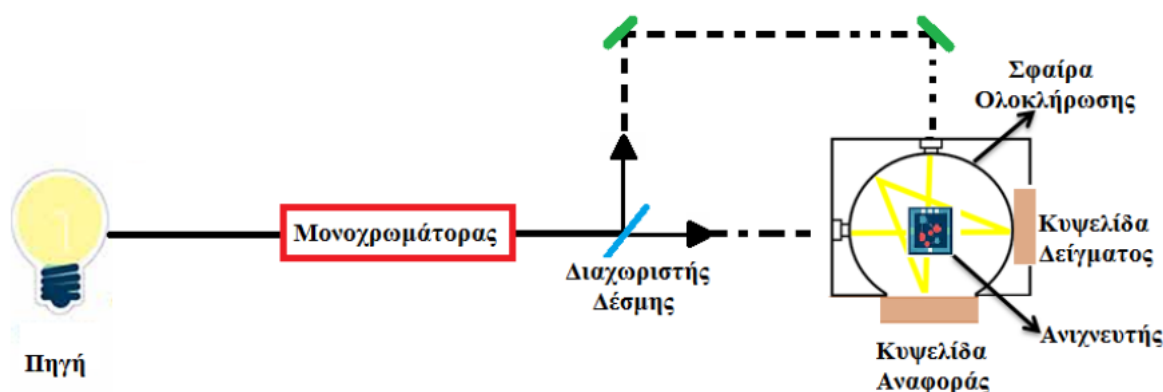 Σφαίρα
Ολοκλήρωσης
Μονοχρωμάτορας
Κυψελίδα
Δείγματος
Διαχωριστής
Δέσμης
Ανιχνευτής
Πηγή
Κυψελίδα
Αναφοράς